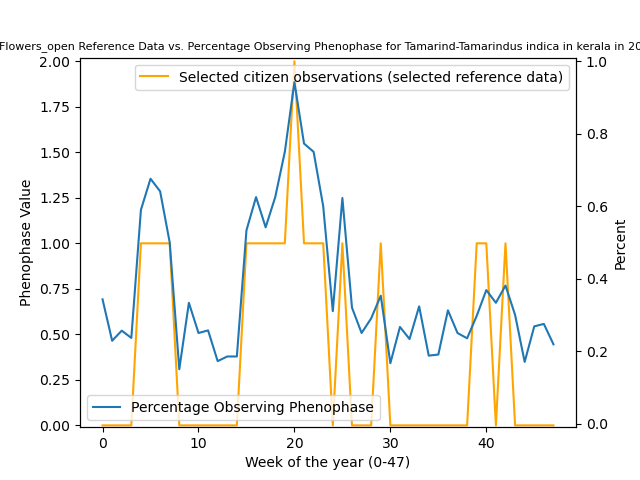 Flowers_open Reference Data vs. Percentage Observing Phenophase for Tamarind-Tamarindus indica in kerala in 20
Selected citizen observations (selected reference data)
Percentage Observing Phenophase
Phenophase Value
2.00
1.75
1.50
1.25
1.00
0.75
0.50
0.25
0.00
1.0
0.8
0.6
0.4
0.2
0.0
Percent
0 10 20 30 40
Week of the year (0-47)